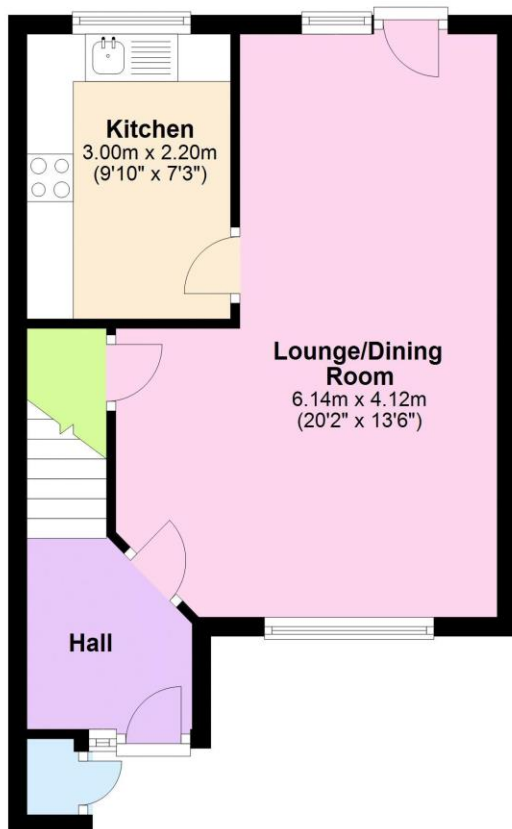 Kitchen
3.00m x 2.20m
(9'10" x 7'3")
Lounge/Dining
Room
6.14m x 4.12m
(20'2" x 13'6")
Hall